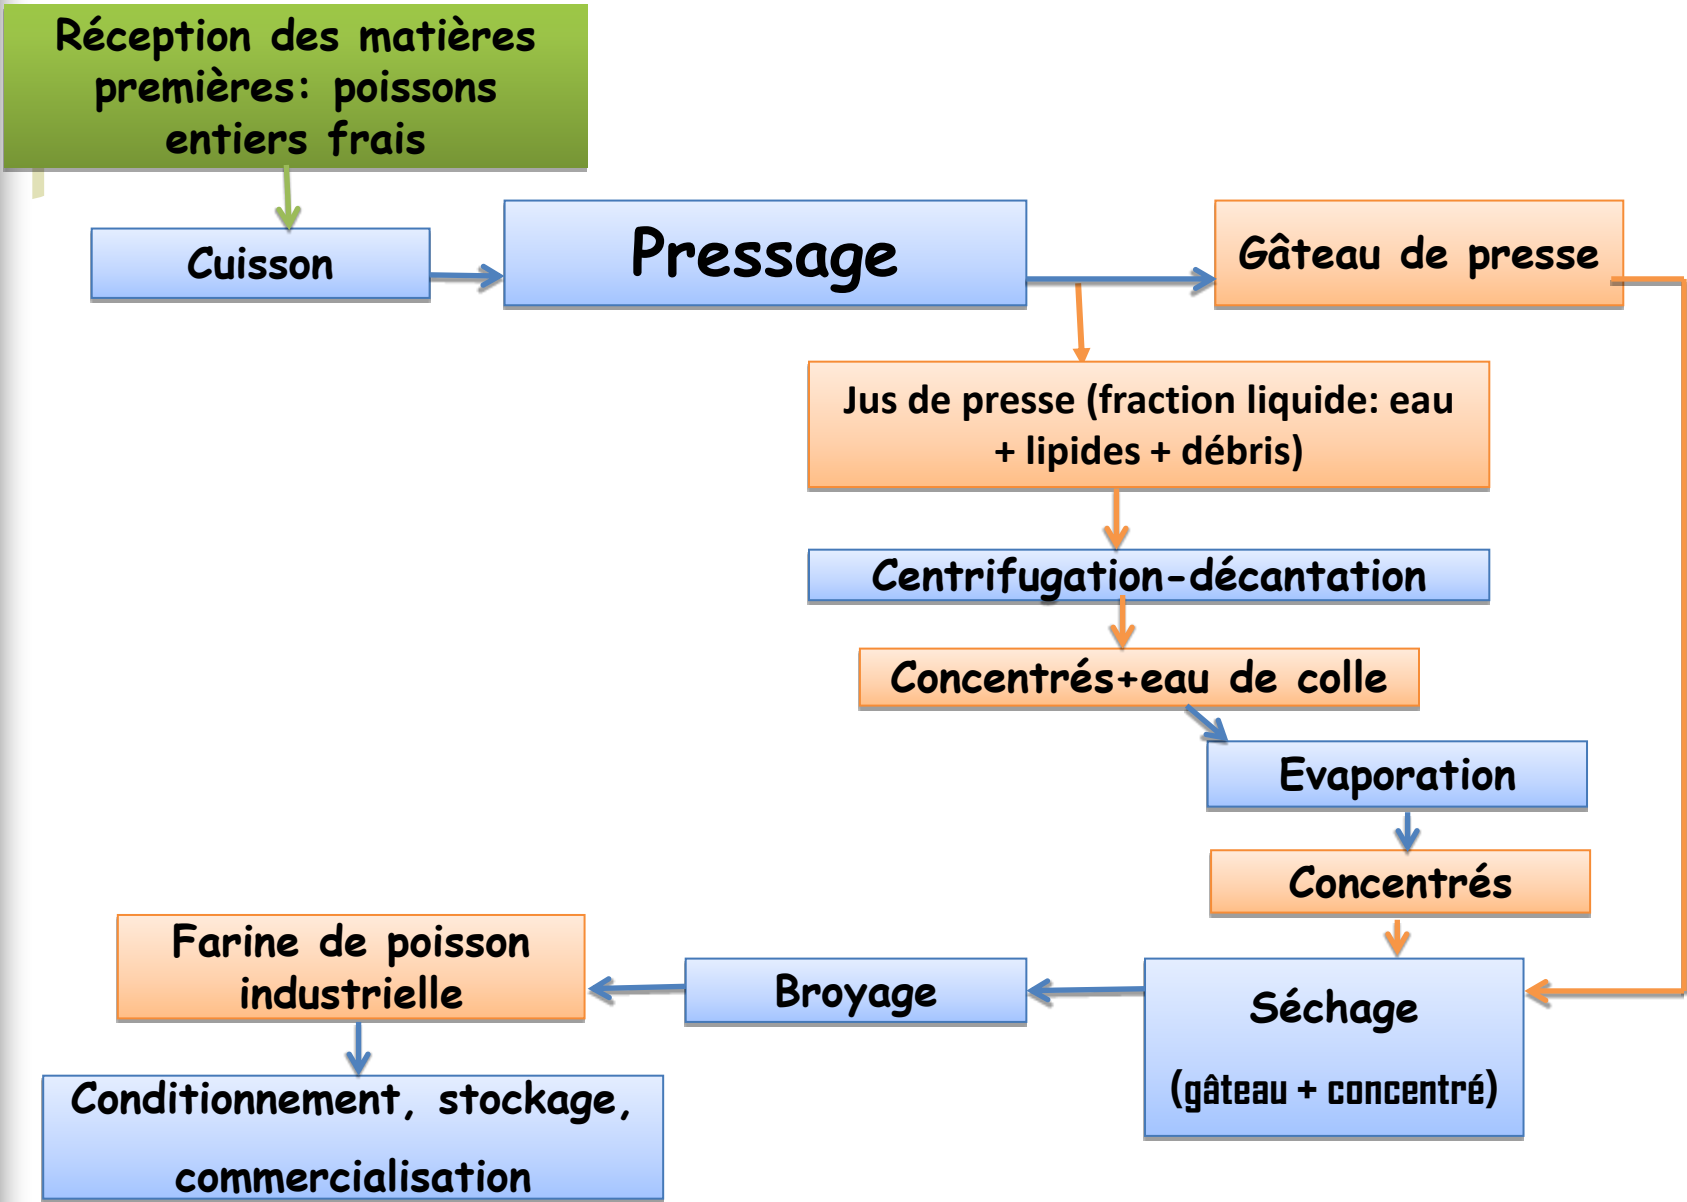 Réception des matières
premières: poissons
entiers frais
Cuisson
Pressage
Gâteau de presse
Jus de presse (fraction liquide: eau
+ lipides + débris)
Centrifugation-décantation
Concentrés+eau de colle
Evaporation
Concentrés
Séchage
(gâteau + concentré)
Broyage
Farine de poisson
industrielle
Conditionnement, stockage,
commercialisation